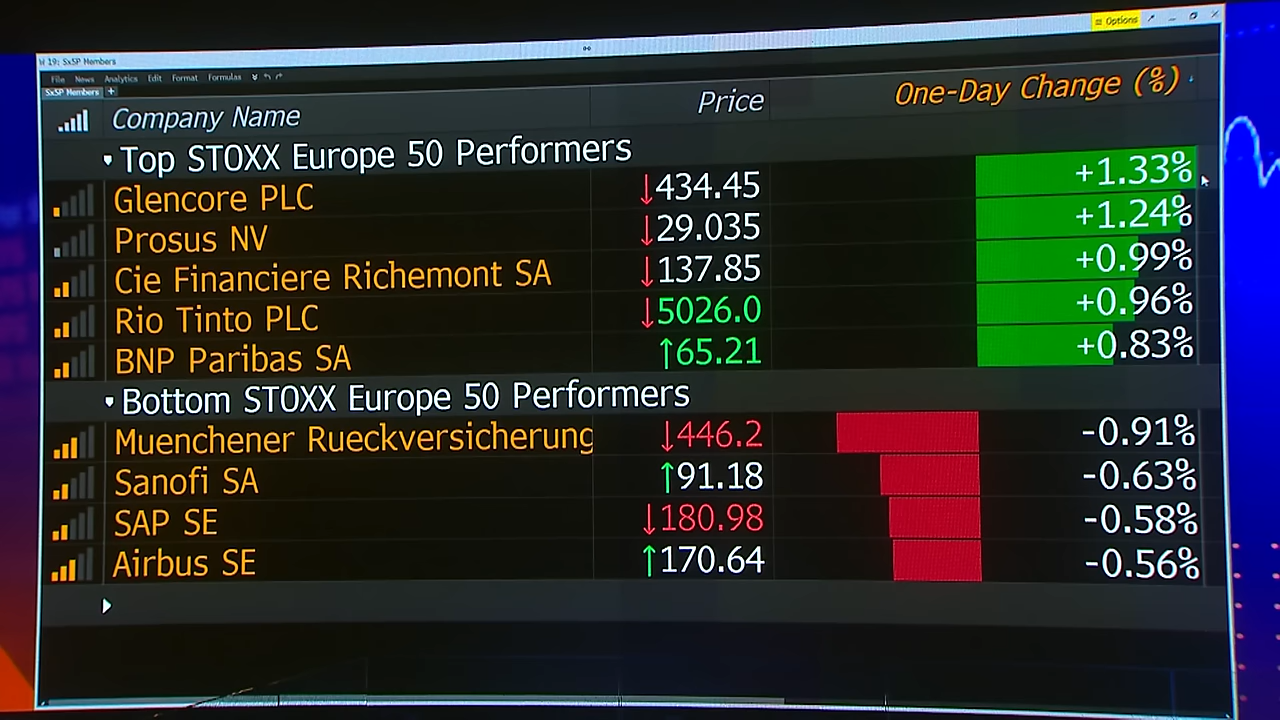 Options
19: SxSP Members
File News Analytics Edit Format Formulas
SxSP Members +
Company Name Price One-Day Change (%)
Top STOXX Europe 50 Performers
Glencore PLC ↓434.45 +1.33%
Prosus NV ↓29.035 +1.24%
Cie Financiere Richemont SA ↓137.85 +0.99%
Rio Tinto PLC ↓5026.0 +0.96%
BNP Paribas SA ↑65.21 +0.83%
Bottom STOXX Europe 50 Performers
Muenchener Rueckversicherung ↓446.2 -0.91%
Sanofi SA ↑91.18 -0.63%
SAP SE ↓180.98 -0.58%
Airbus SE ↑170.64 -0.56%